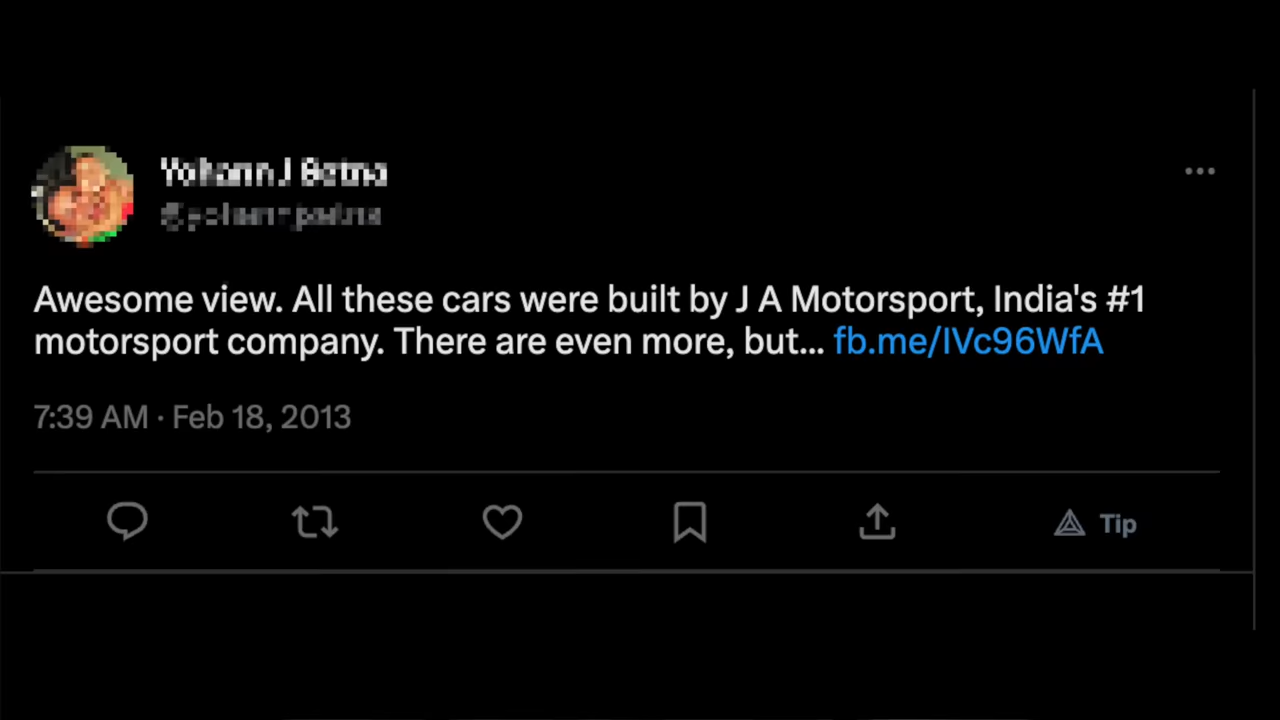 Awesome view. All these cars were built by J A Motorsport, India's #1
motorsport company. There are even more, but... fb.me/IVc96WfA
7:39 AM · Feb 18, 2013
Tip